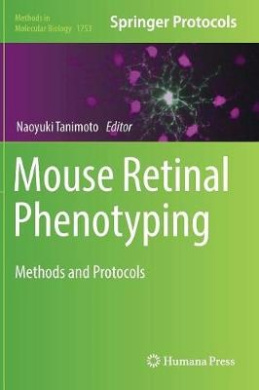 Methods in
Molecular Biology 1753
Springer Protocols
Naoyuki Tanimoto Editor
Mouse Retinal
Phenotyping
Methods and Protocols
Humana Press